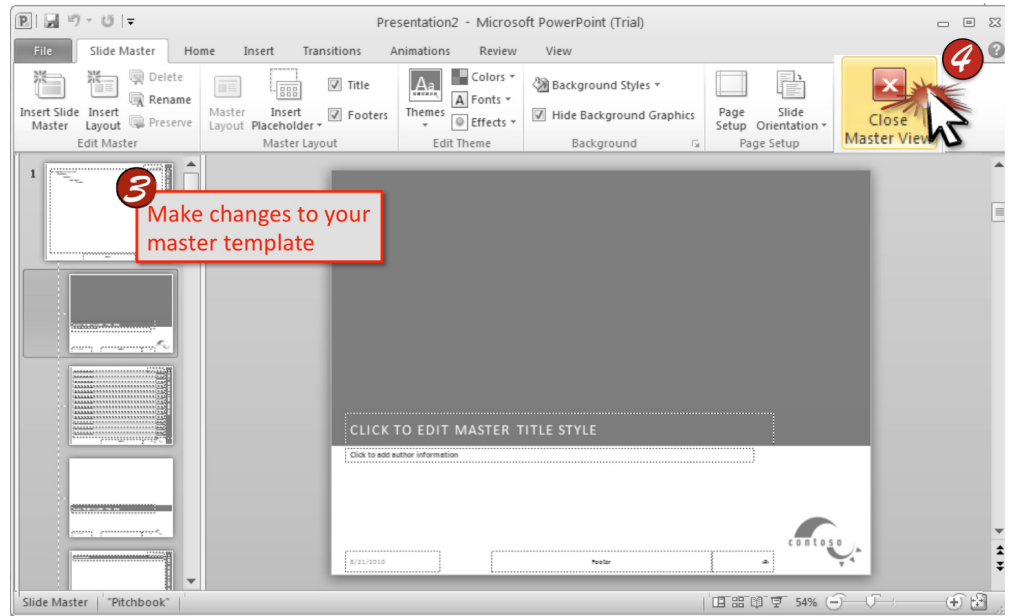 Presentation2 - Microsoft PowerPoint (Trial)
File Slide Master Home Insert Transitions Animations Review View
4
Insert Slide Master
Insert Layout
Delete
Rename
Preserve
Edit Master
Master Layout
Insert Placeholder
Title
Footers
Master Layout
Aa
Themes
Colors
A Fonts
Effects
Edit Theme
Background Styles
Hide Background Graphics
Background
Page Setup
Slide Orientation
Page Setup
Close
Master View
1
3
Make changes to your
master template
CLICK TO EDIT MASTER TITLE STYLE
Click to add author information
contoso
8/21/2010
Footer
Slide Master "Pitchbook" 54%